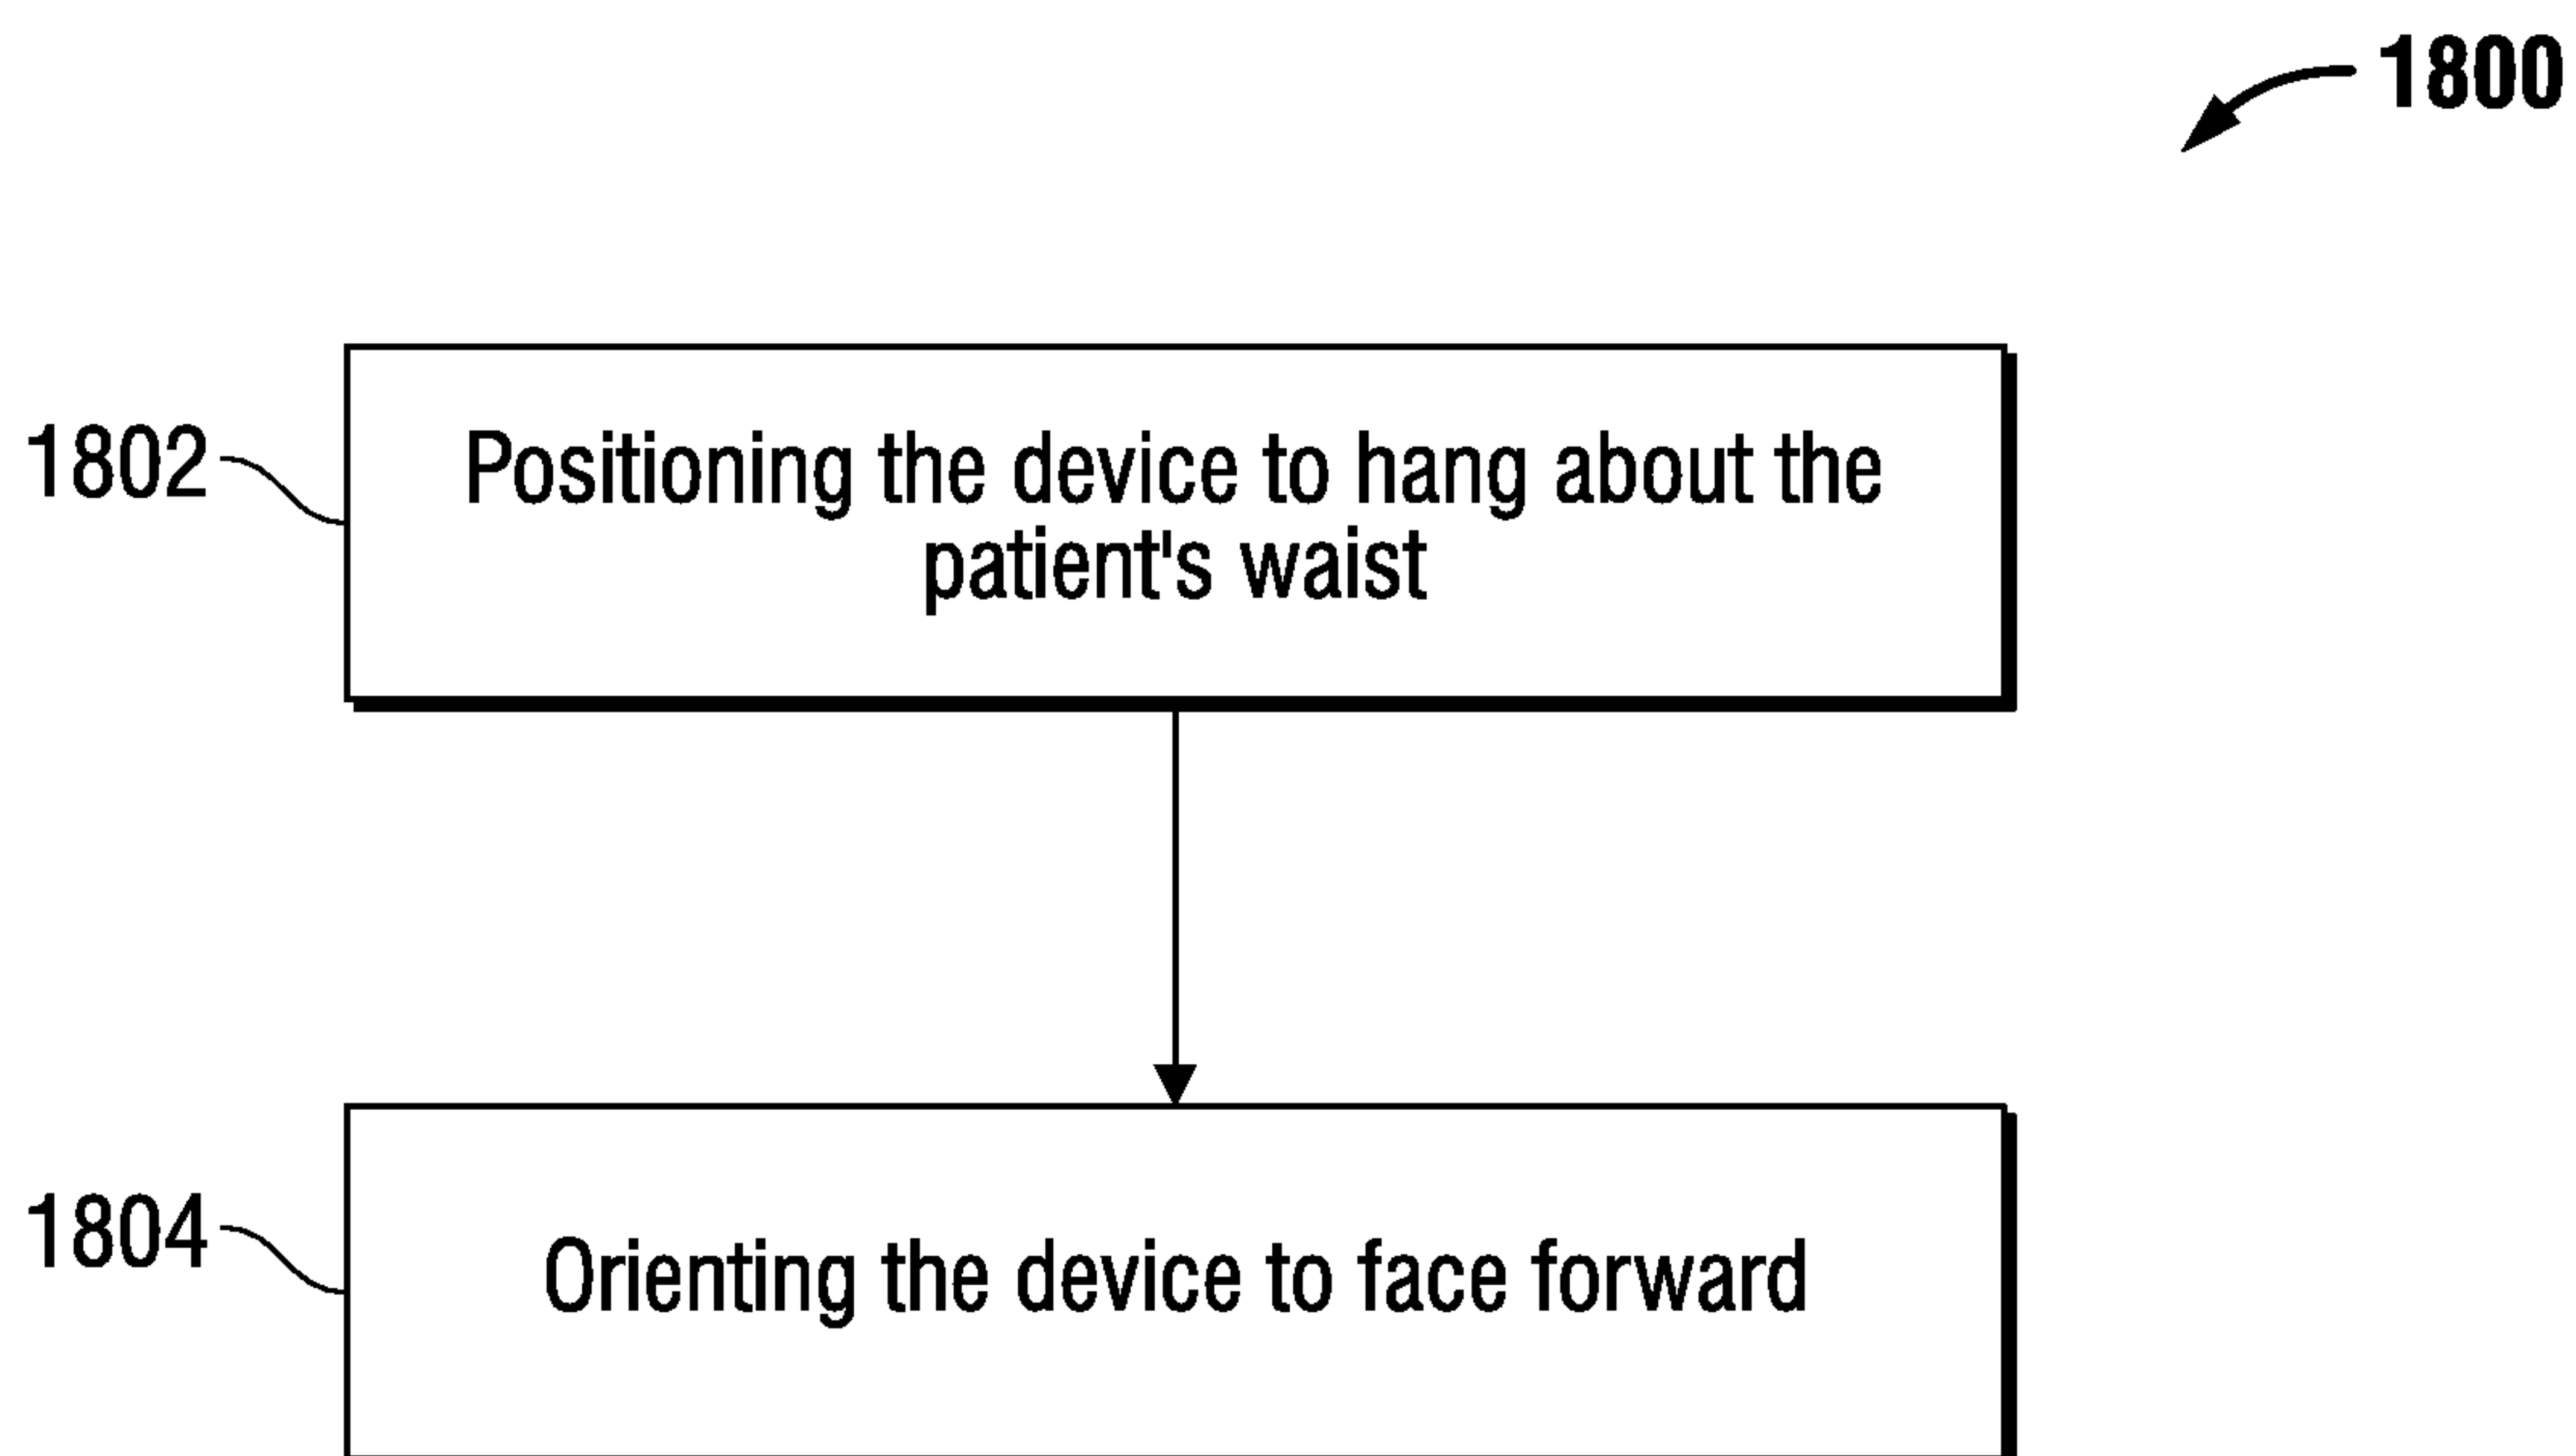 1800
1802
Positioning the device to hang about the
patient's waist
1804
Orienting the device to face forward